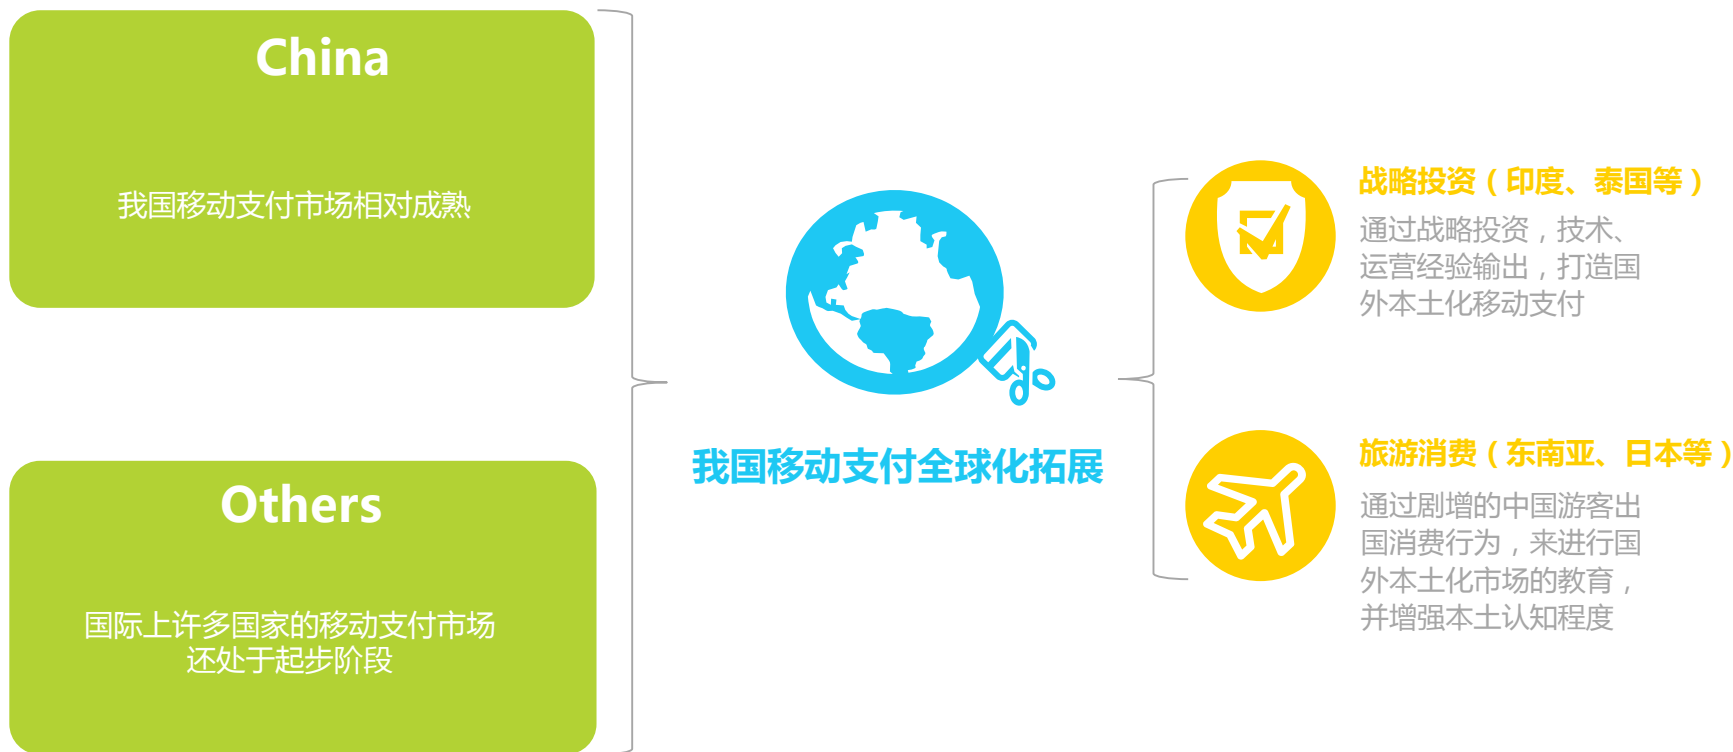 China
我国移动支付市场相对成熟
Others
国际上许多国家的移动支付市场
还处于起步阶段
我国移动支付全球化拓展
战略投资（印度、泰国等）
通过战略投资，技术、
运营经验输出，打造国
外本土化移动支付
旅游消费（东南亚、日本等）
通过剧增的中国游客出
国消费行为，来进行国
外本土化市场的教育，
并增强本土认知程度